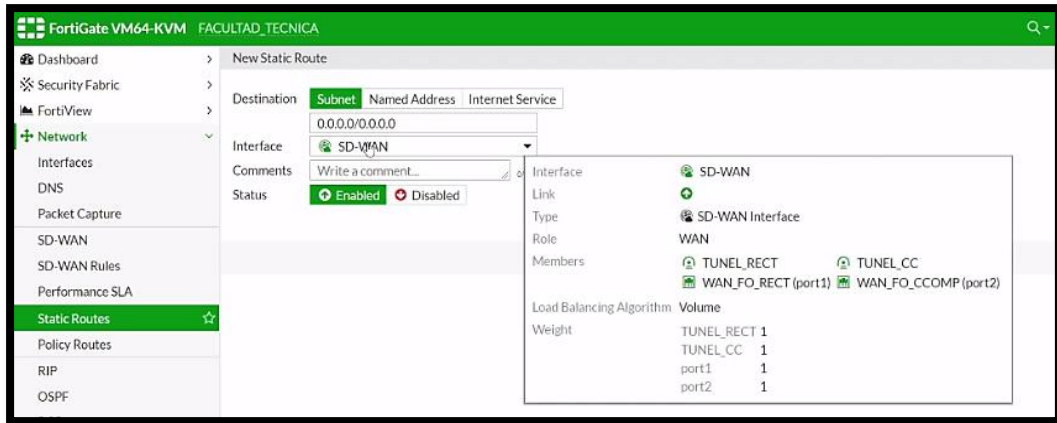 FortiGate VM64-KVM FACULTAD_TECNICA
Dashboard
Security Fabric
FortiView
Network
Interfaces
DNS
Packet Capture
SD-WAN
SD-WAN Rules
Performance SLA
Static Routes
Policy Routes
RIP
OSPF
New Static Route
Destination Subnet Named Address Internet Service
0.0.0.0/0.0.0.0
Interface SD-WAN
Comments Write a comment...
Status Enabled Disabled
Interface SD-WAN
Link
Type SD-WAN Interface
Role WAN
Members TUNEL_RECT TUNEL_CC
WAN_FO_RECT (port1) WAN_FO_CCOMP (port2)
Load Balancing Algorithm Volume
Weight TUNEL_RECT 1
TUNEL_CC 1
port1 1
port2 1